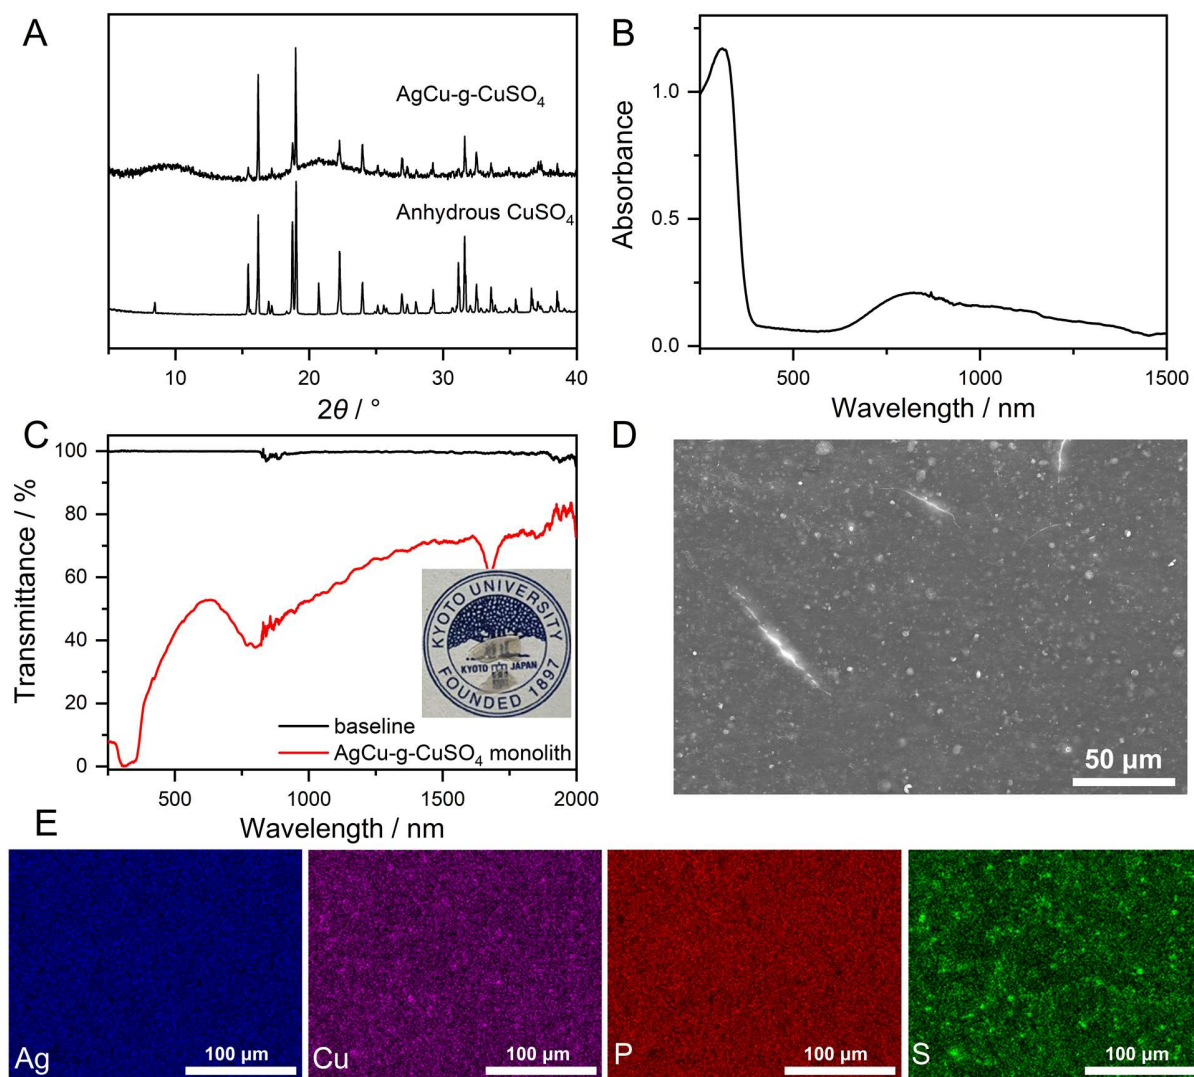 A
AgCu-g-CuSO₄
Anhydrous CuSO₄
10
20
30
40
2θ / °
B
Absorbance
1.0
0.5
0.0
500
1000
1500
Wavelength / nm
C
Transmittance / %
100
80
60
40
20
0
KYOTO UNIVERSITY
KYOTO
JAPAN
FOUNDED 1897
baseline
AgCu-g-CuSO₄ monolith
500
1000
1500
2000
Wavelength / nm
D
50 µm
E
Ag
100 µm
Cu
100 µm
P
100 µm
S
100 µm